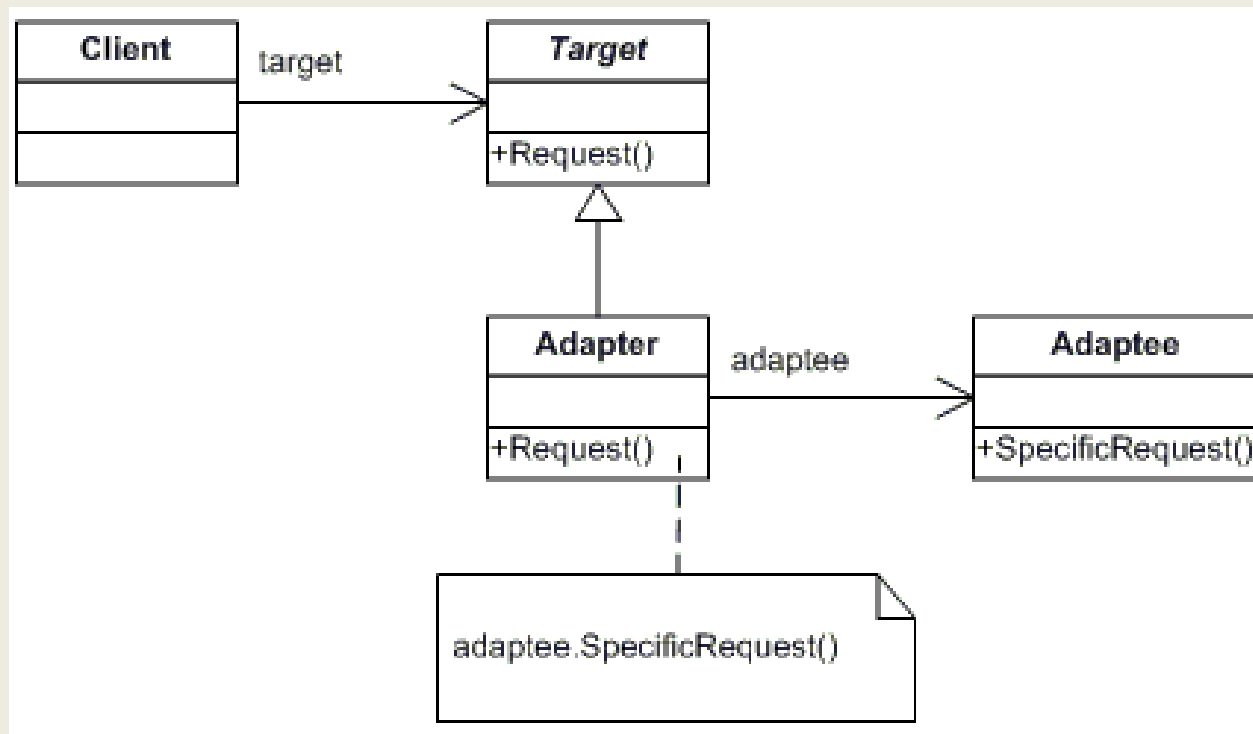 Client
target
Target
+Request()
Adapter
adaptee
Adaptee
+Request()
+SpecificRequest()
adaptee.SpecificRequest()